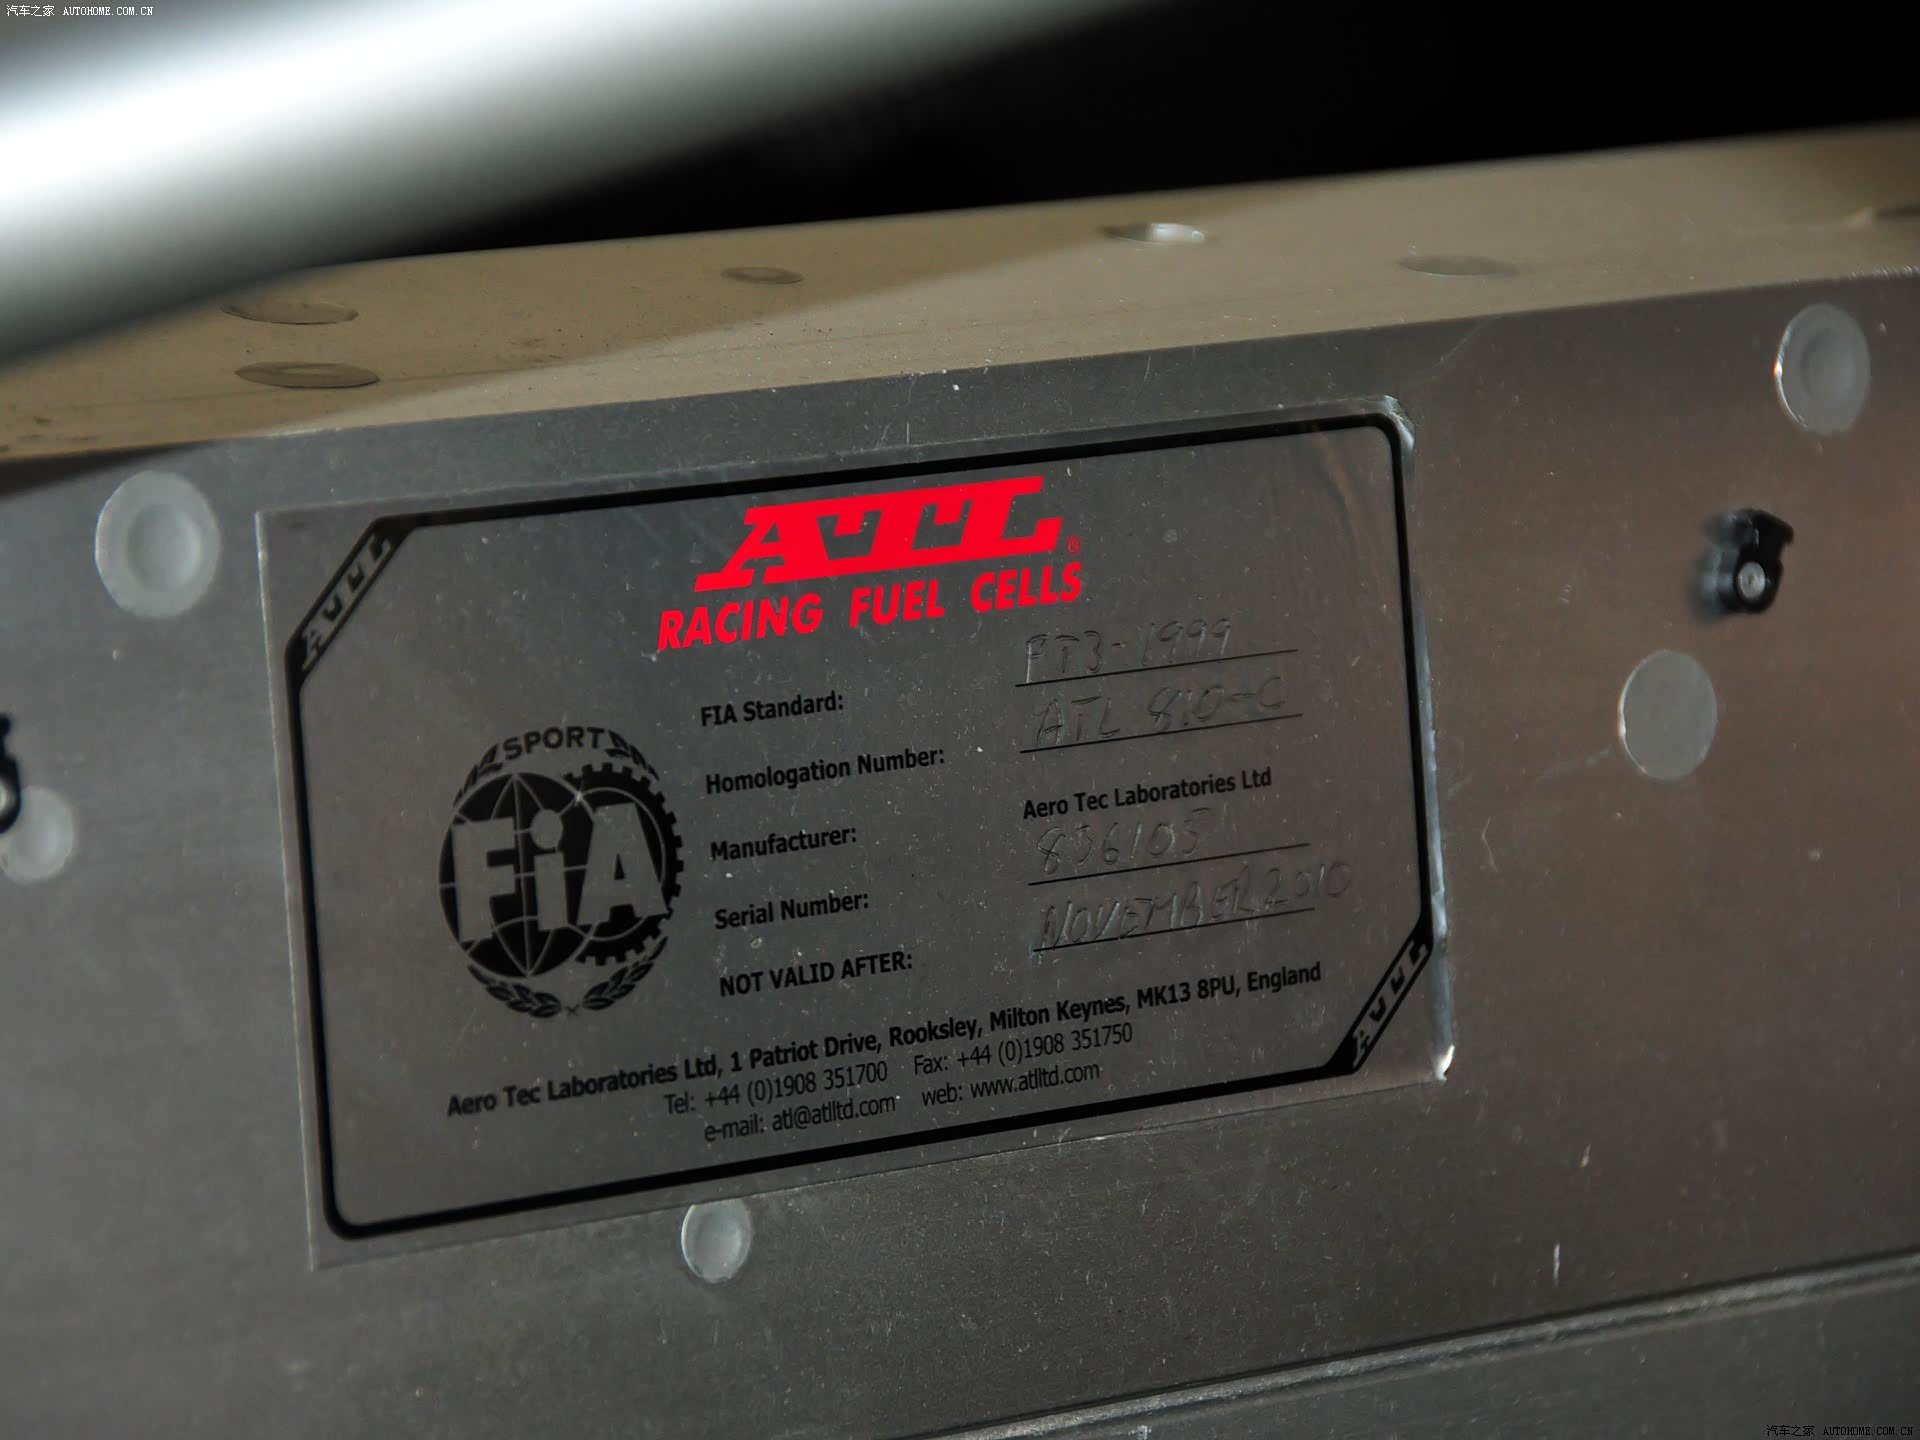 汽车之家 AUTOHOME.COM.CN
ATL®
RACING FUEL CELLS
ATL
SPORT
FiA
FIA Standard: FT3-1999
Homologation Number: ATL 810-C
Manufacturer: Aero Tec Laboratories Ltd
Serial Number: 836105
NOT VALID AFTER: NOVEMBER 2010
Aero Tec Laboratories Ltd, 1 Patriot Drive, Rooksley, Milton Keynes, MK13 8PU, England
Tel: +44 (0)1908 351700 Fax: +44 (0)1908 351750
e-mail: atl@atlltd.com web: www.atlltd.com
ATL
汽车之家 AUTOHOME.COM.CN